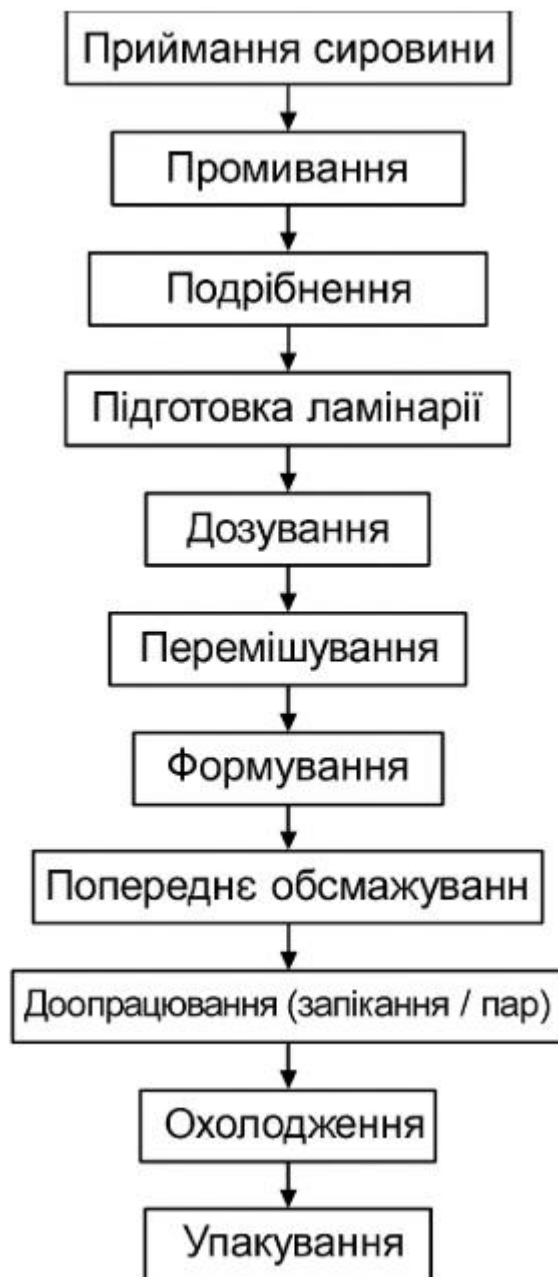 Приймання сировини
Промивання
Подрібнення
Підготовка ламінарії
Дозування
Перемішування
Формування
Попереднє обсмажуванн
Доопрацювання (запікання / пар)
Охолодження
Упакування